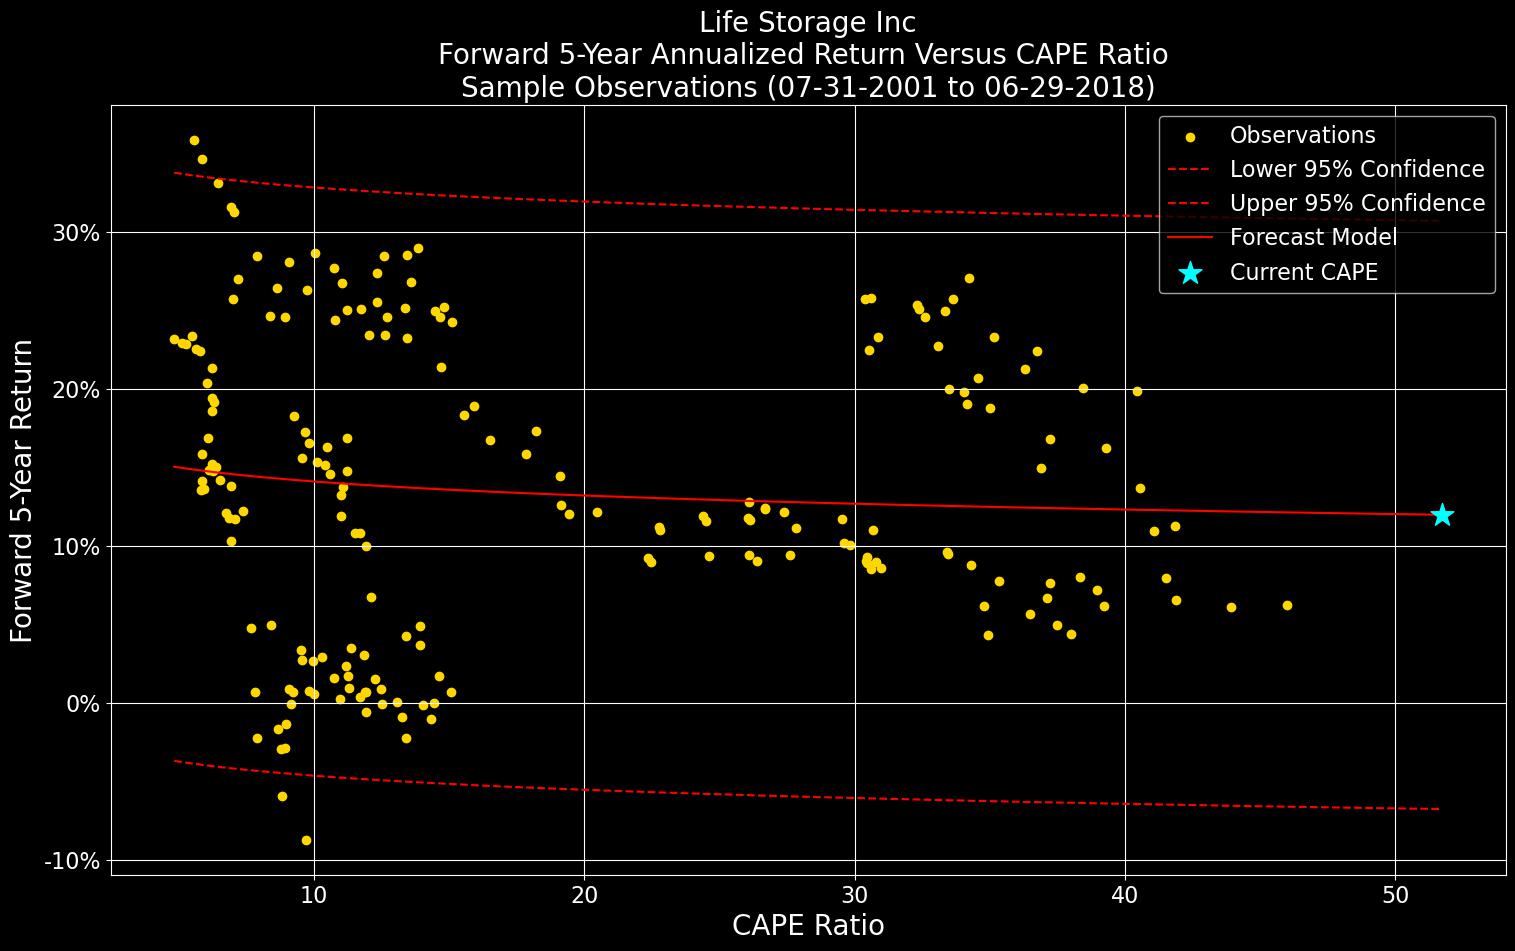 Life Storage Inc
Forward 5-Year Annualized Return Versus CAPE Ratio
Sample Observations (07-31-2001 to 06-29-2018)
Observations
Lower 95% Confidence
Upper 95% Confidence
Forecast Model
Current CAPE
Forward 5-Year Return
30%
20%
10%
0%
-10%
10 20 30 40 50
CAPE Ratio